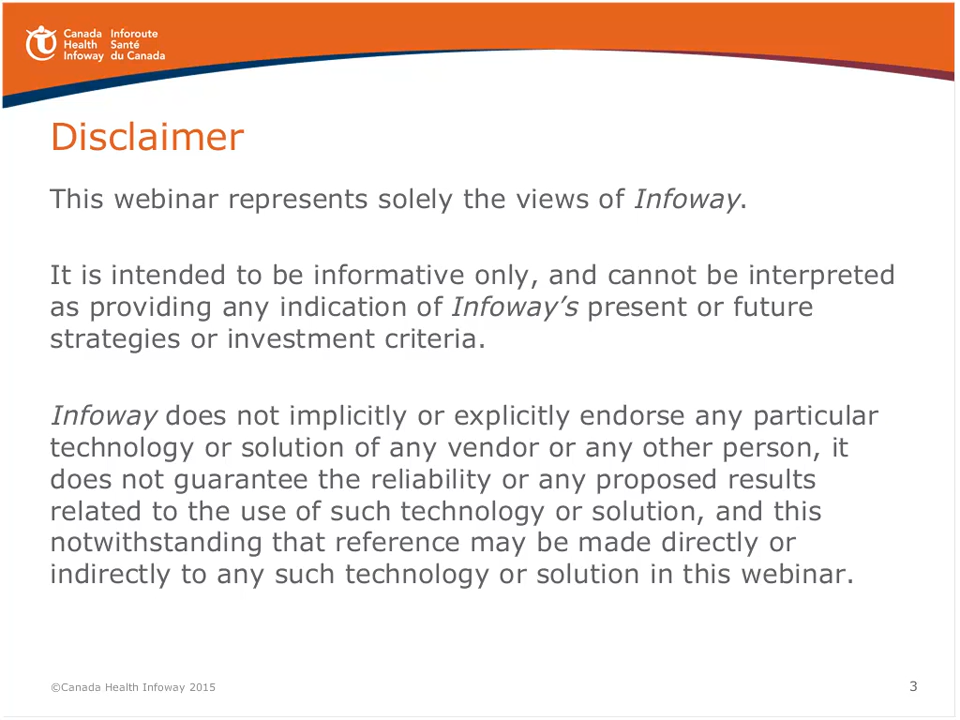 Canada Inforoute
Health Santé
Infoway du Canada
Disclaimer
This webinar represents solely the views of Infoway.
It is intended to be informative only, and cannot be interpreted
as providing any indication of Infoway’s present or future
strategies or investment criteria.
Infoway does not implicitly or explicitly endorse any particular
technology or solution of any vendor or any other person, it
does not guarantee the reliability or any proposed results
related to the use of such technology or solution, and this
notwithstanding that reference may be made directly or
indirectly to any such technology or solution in this webinar.
©Canada Health Infoway 2015 3